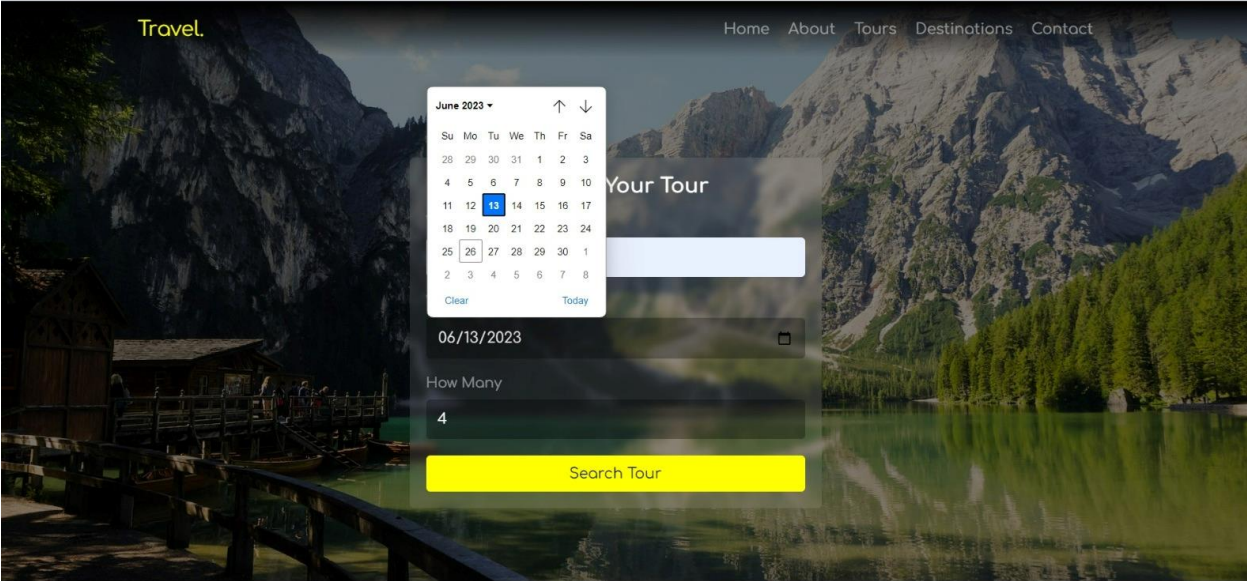 Travel.
Home About Tours Destinations Contact
June 2023
Su Mo Tu We Th Fr Sa
28 29 30 31 1 2 3
4 5 6 7 8 9 10
11 12 13 14 15 16 17
18 19 20 21 22 23 24
25 26 27 28 29 30 1
2 3 4 5 6 7 8
Clear Today
Your Tour
06/13/2023
How Many
4
Search Tour